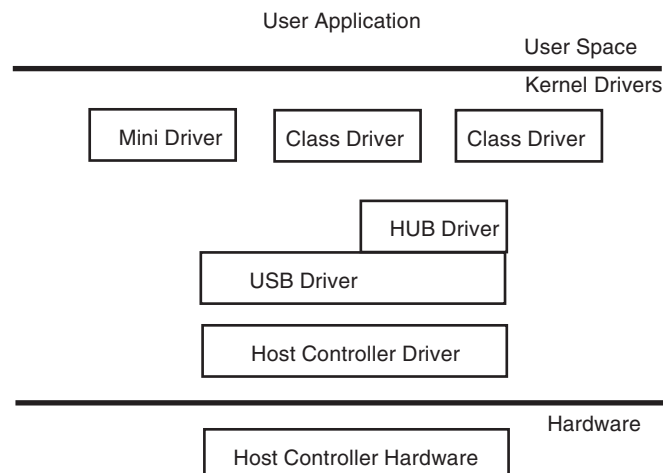 User Application
User Space
Kernel Drivers
Mini Driver
Class Driver
Class Driver
HUB Driver
USB Driver
Host Controller Driver
Hardware
Host Controller Hardware